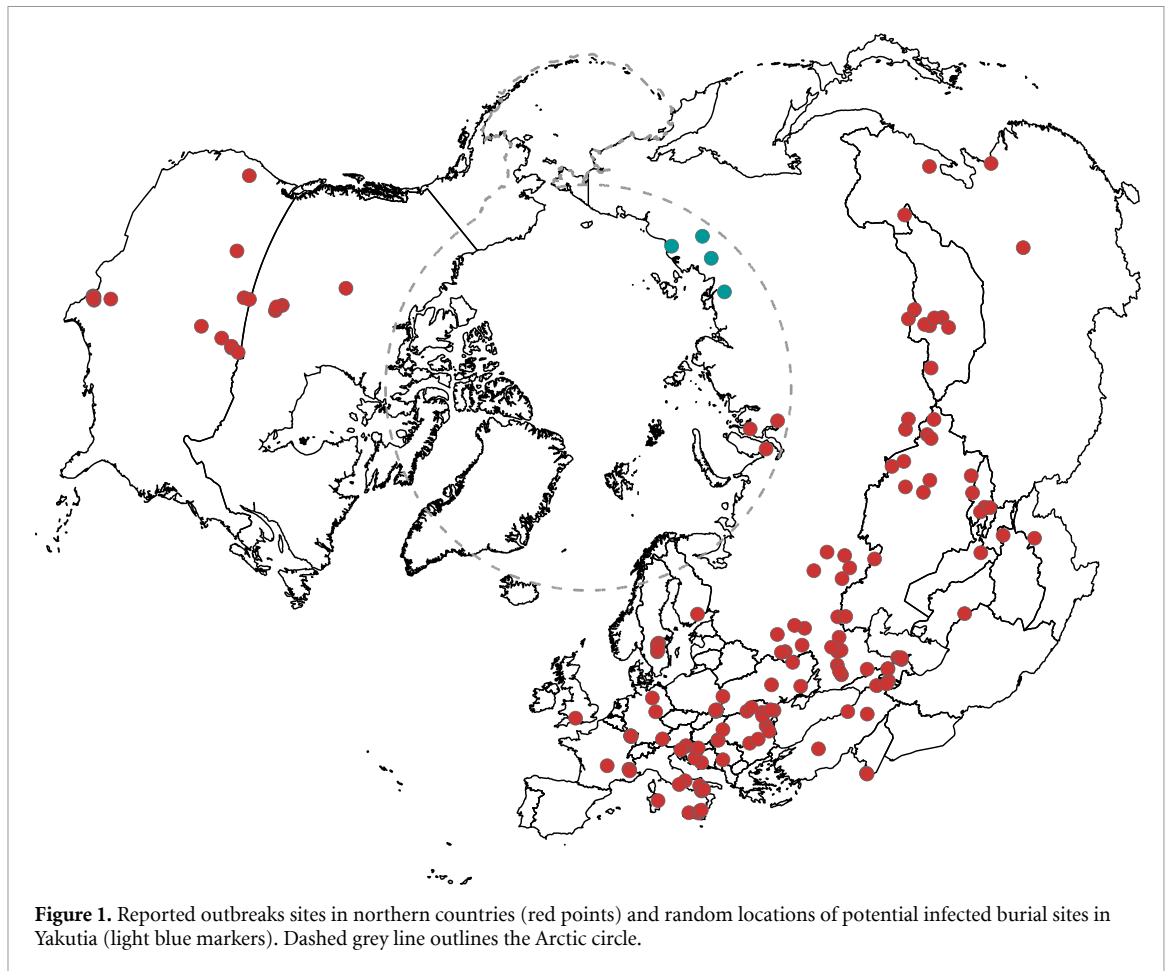 Figure 1. Reported outbreaks sites in northern countries (red points) and random locations of potential infected burial sites in
Yakutia (light blue markers). Dashed grey line outlines the Arctic circle.